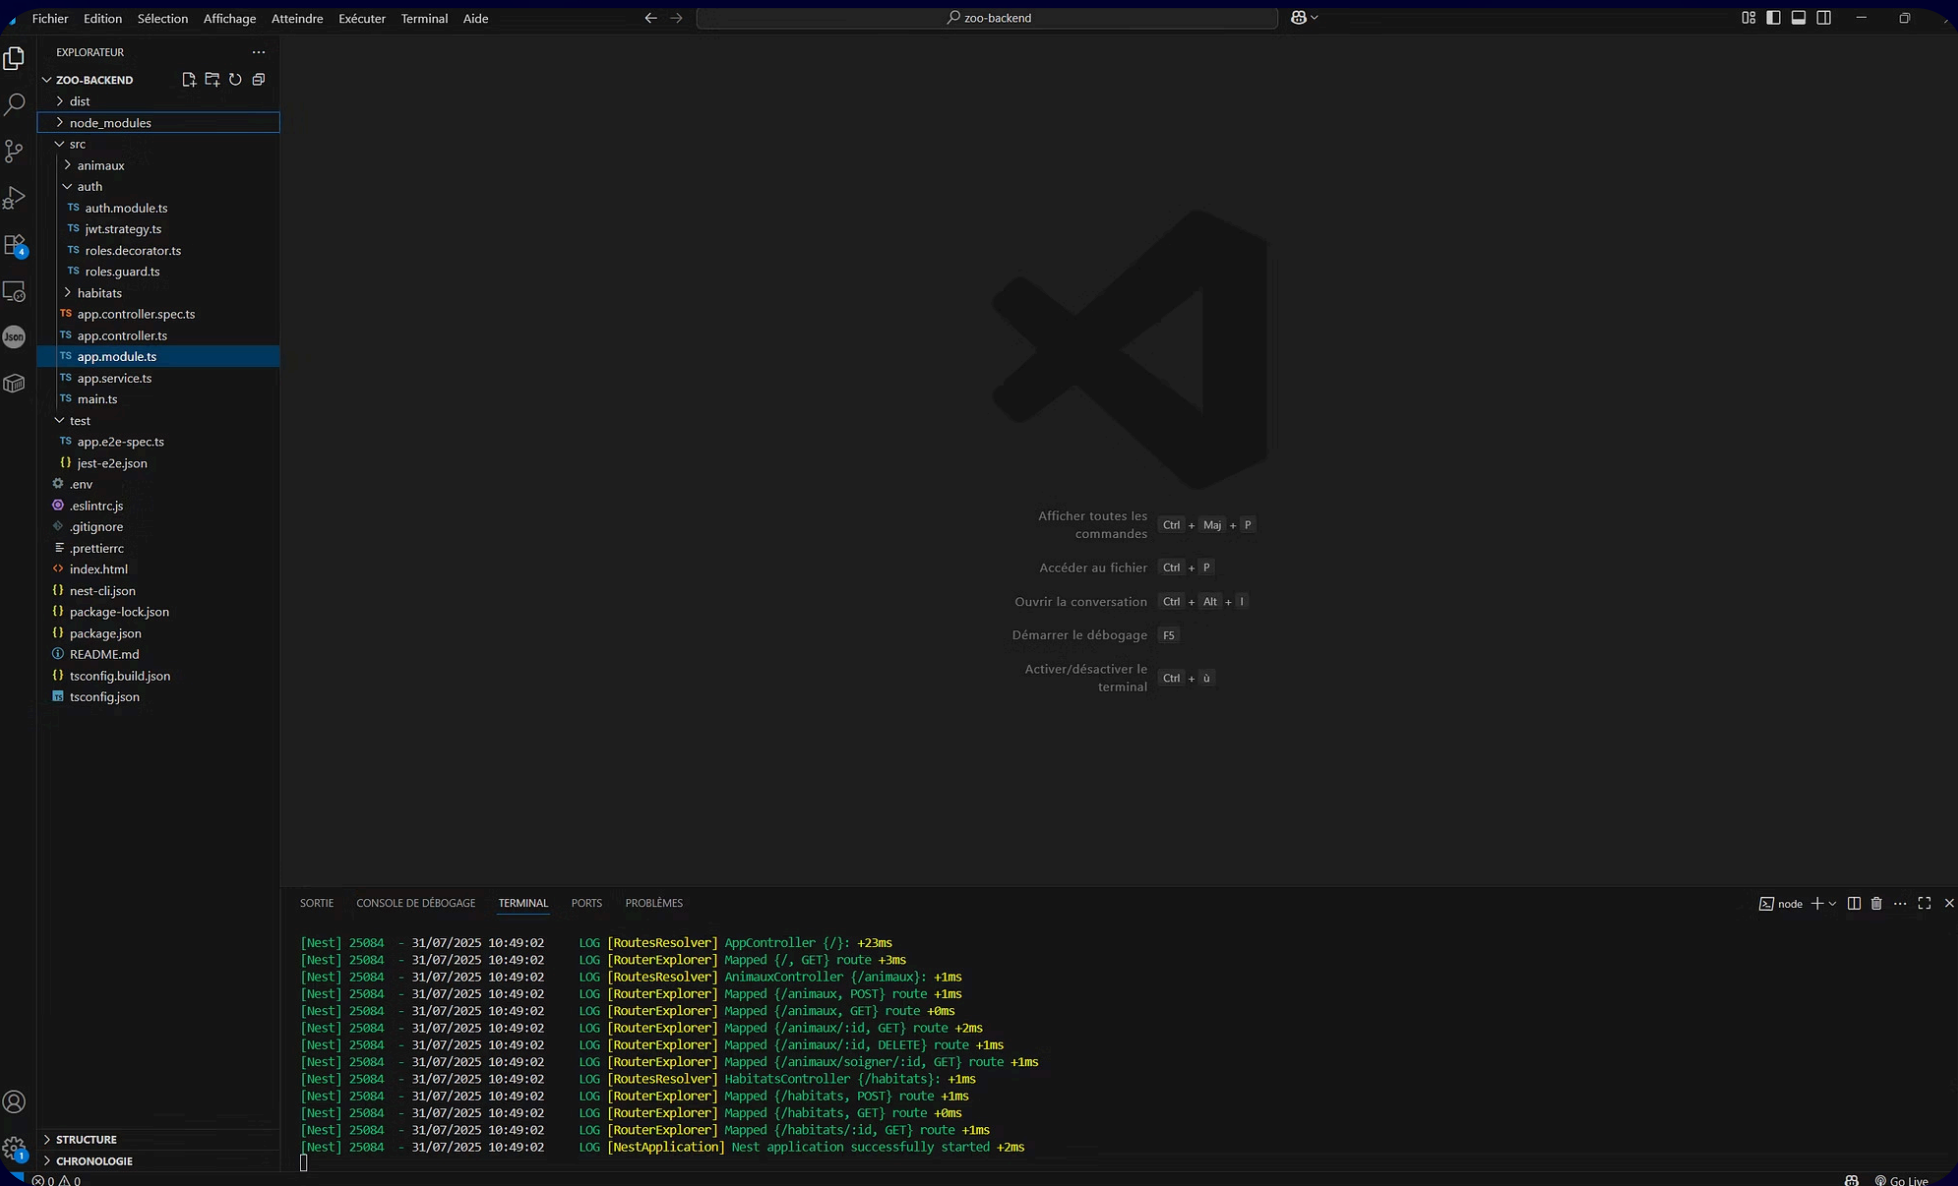 Fichier Edition Sélection Affichage Atteindre Exécuter Terminal Aide
zoo-backend
EXPLORATEUR
ZOO-BACKEND
dist
node_modules
src
animaux
auth
TS auth.module.ts
TS jwt.strategy.ts
TS roles.decorator.ts
TS roles.guard.ts
habitats
TS app.controller.spec.ts
TS app.controller.ts
TS app.module.ts
TS app.service.ts
TS main.ts
test
TS app.e2e-spec.ts
{} jest-e2e.json
.env
.eslintrc.js
.gitignore
.prettierrc
<> index.html
{} nest-cli.json
{} package-lock.json
{} package.json
README.md
{} tsconfig.build.json
TS tsconfig.json
4
Json
Afficher toutes les
commandes
Ctrl + Maj + P
Accéder au fichier Ctrl + P
Ouvrir la conversation Ctrl + Alt + I
Démarrer le débogage F5
Activer/désactiver le
terminal
Ctrl + ù
SORTIE CONSOLE DE DÉBOGAGE TERMINAL PORTS PROBLÈMES
node
[Nest] 25084 - 31/07/2025 10:49:02 LOG [RoutesResolver] AppController {/}: +23ms
[Nest] 25084 - 31/07/2025 10:49:02 LOG [RouterExplorer] Mapped {/, GET} route +3ms
[Nest] 25084 - 31/07/2025 10:49:02 LOG [RoutesResolver] AnimauxController {/animaux}: +1ms
[Nest] 25084 - 31/07/2025 10:49:02 LOG [RouterExplorer] Mapped {/animaux, POST} route +1ms
[Nest] 25084 - 31/07/2025 10:49:02 LOG [RouterExplorer] Mapped {/animaux, GET} route +0ms
[Nest] 25084 - 31/07/2025 10:49:02 LOG [RouterExplorer] Mapped {/animaux/:id, GET} route +2ms
[Nest] 25084 - 31/07/2025 10:49:02 LOG [RouterExplorer] Mapped {/animaux/:id, DELETE} route +1ms
[Nest] 25084 - 31/07/2025 10:49:02 LOG [RouterExplorer] Mapped {/animaux/soigner/:id, GET} route +1ms
[Nest] 25084 - 31/07/2025 10:49:02 LOG [RoutesResolver] HabitatsController {/habitats}: +1ms
[Nest] 25084 - 31/07/2025 10:49:02 LOG [RouterExplorer] Mapped {/habitats, POST} route +1ms
[Nest] 25084 - 31/07/2025 10:49:02 LOG [RouterExplorer] Mapped {/habitats, GET} route +0ms
[Nest] 25084 - 31/07/2025 10:49:02 LOG [RouterExplorer] Mapped {/habitats/:id, GET} route +1ms
[Nest] 25084 - 31/07/2025 10:49:02 LOG [NestApplication] Nest application successfully started +2ms
STRUCTURE
CHRONOLOGIE
1
0 0
Go Live